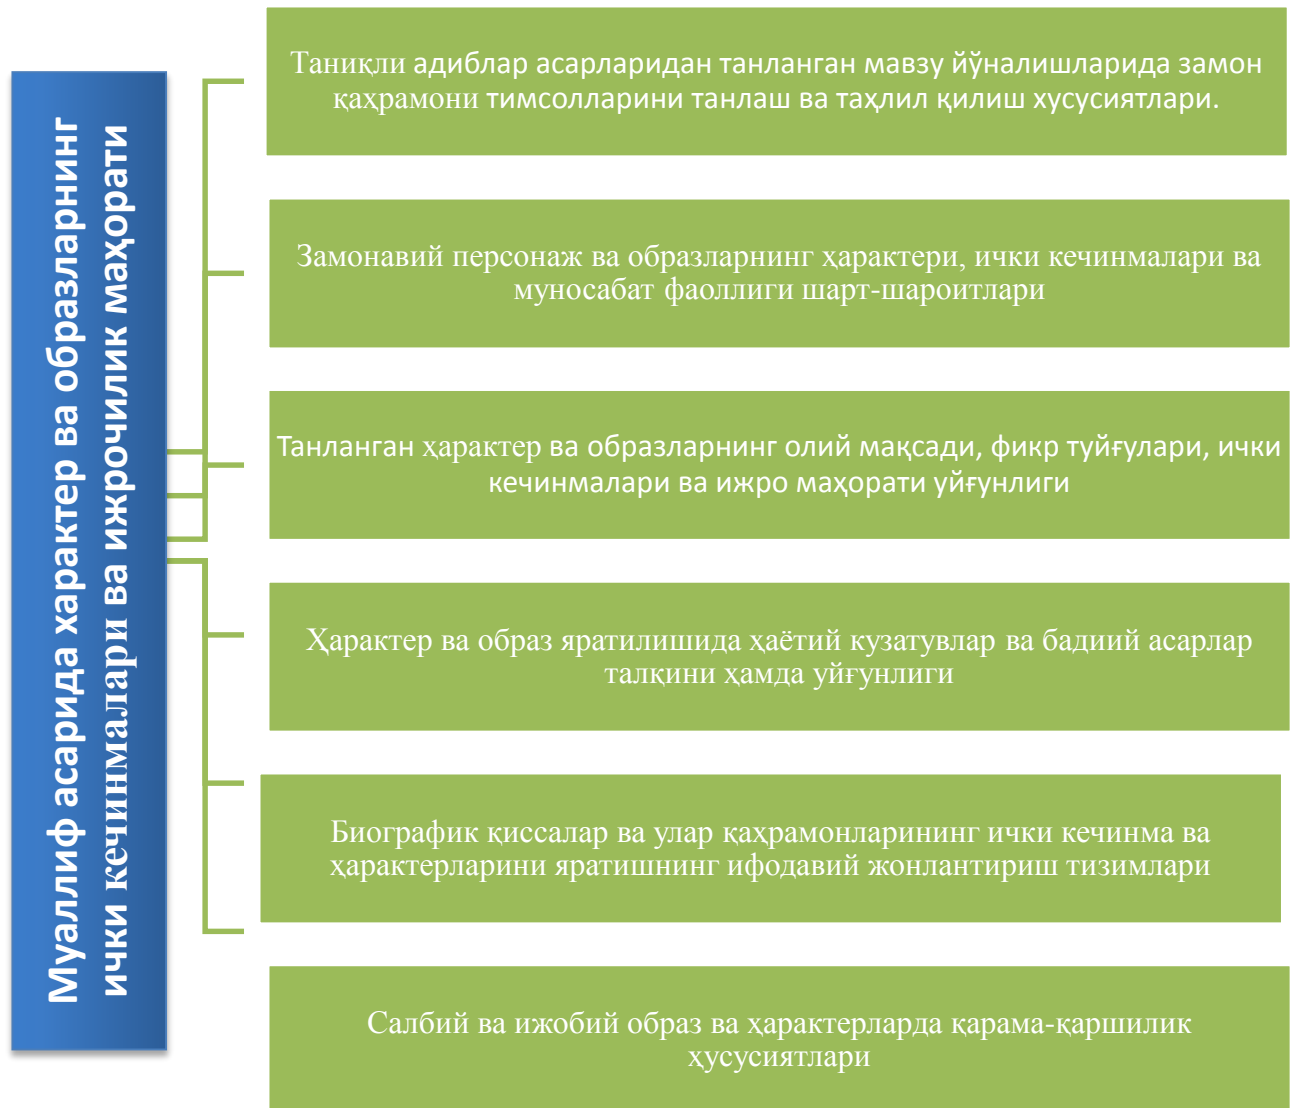 Муаллиф асарида характер ва образларнинг
ички кечинмалари ва ижрочилик маҳорати
Таниқли адиблар асарларидан танланган мавзу йўналишларида замон
қаҳрамони тимсолларини танлаш ва таҳлил қилиш хусусиятлари.
Замонавий персонаж ва образларнинг ҳарактери, ички кечинмалари ва
муносабат фаоллиги шарт-шароитлари
Танланган ҳарактер ва образларнинг олий мақсади, фикр туйғулари, ички
кечинмалари ва ижро маҳорати уйғунлиги
Ҳарактер ва образ яратилишида ҳаётий кузатувлар ва бадиий асарлар
талқини ҳамда уйғунлиги
Биографик қиссалар ва улар қаҳрамонларининг ички кечинма ва
ҳарактерларини яратишнинг ифодавий жонлантириш тизимлари
Салбий ва ижобий образ ва ҳарактерларда қарама-қаршилик
ҳусусиятлари